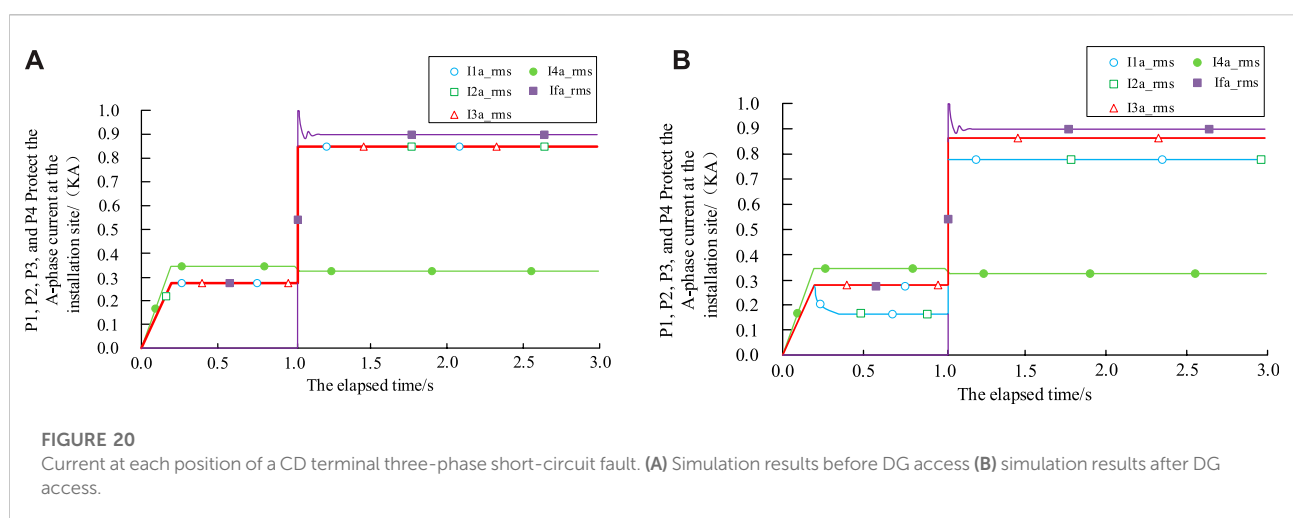 A
I1a_rms
I4a_rms
I2a_rms
Ifa_rms
I3a_rms
P1, P2, P3, and P4 Protect the
A-phase current at the
installation site/（KA）
1.0
0.9
0.8
0.7
0.6
0.5
0.4
0.3
0.2
0.1
0.0
0.0
0.5
1.0
1.5
2.0
2.5
3.0
The elapsed time/s
B
I1a_rms
I4a_rms
I2a_rms
Ifa_rms
I3a_rms
P1, P2, P3, and P4 Protect the
A-phase current at the
installation site/（KA）
1.0
0.9
0.8
0.7
0.6
0.5
0.4
0.3
0.2
0.1
0.0
0.0
0.5
1.0
1.5
2.0
2.5
3.0
The elapsed time/s
FIGURE 20
Current at each position of a CD terminal three-phase short-circuit fault. (A) Simulation results before DG access (B) simulation results after DG
access.